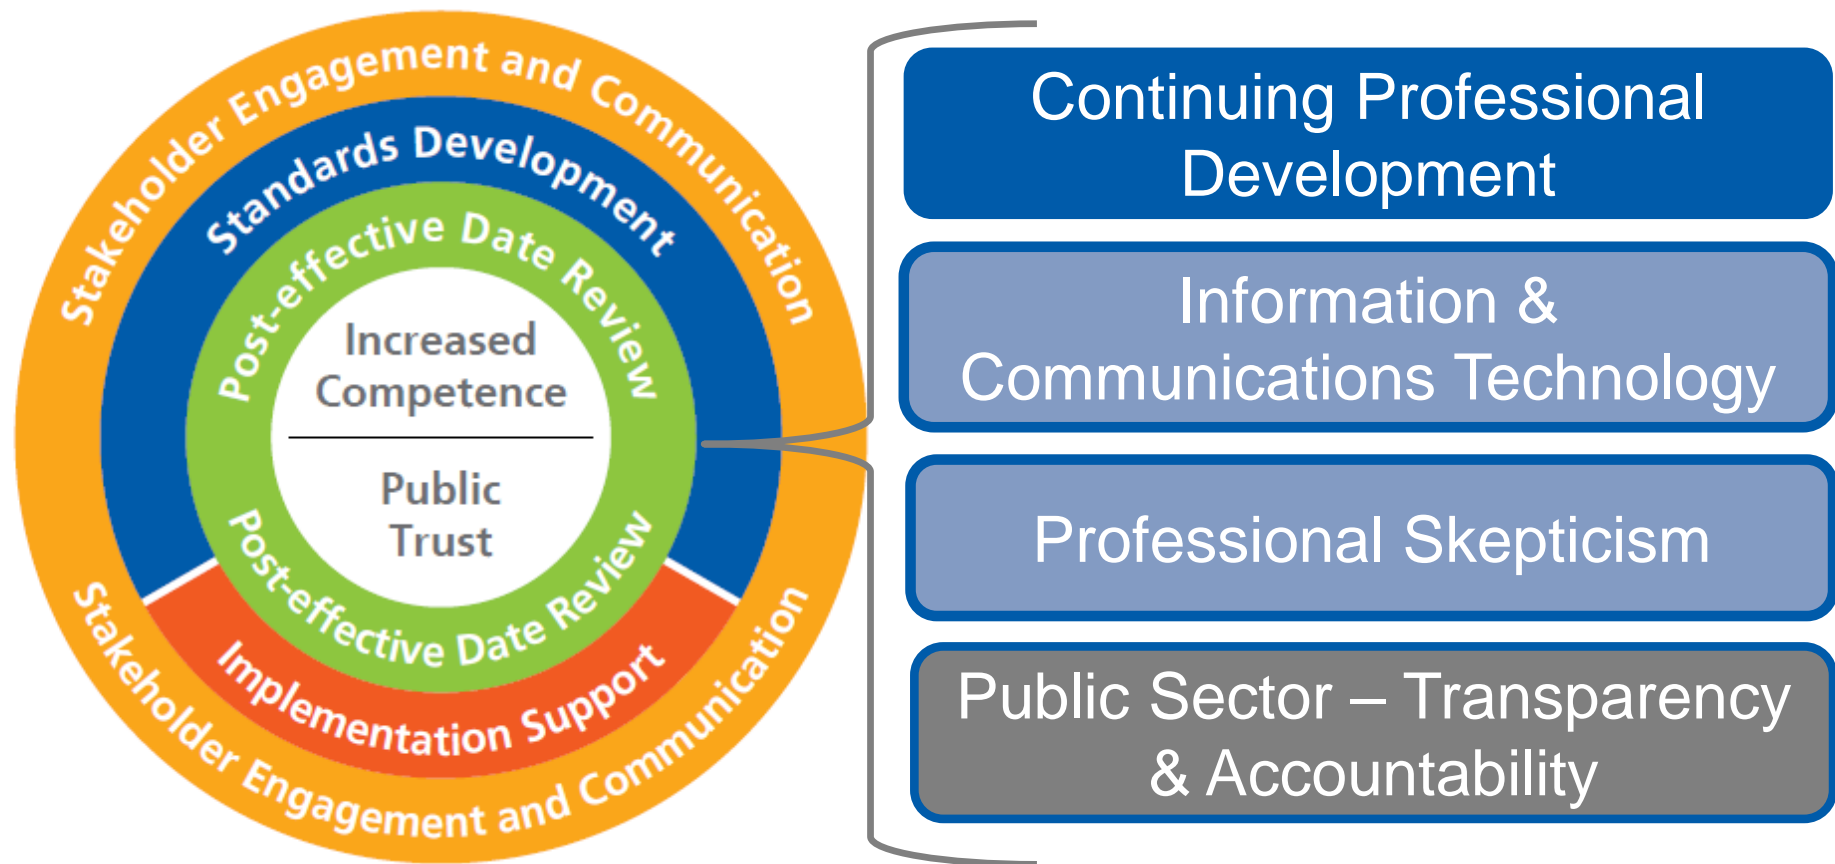 Stakeholder Engagement and Communication
Standards Development
Post-effective Date Review
Increased
Competence
Public
Trust
Post-effective Date Review
Implementation Support
Stakeholder Engagement and Communication
Continuing Professional
Development
Information &
Communications Technology
Professional Skepticism
Public Sector – Transparency
& Accountability